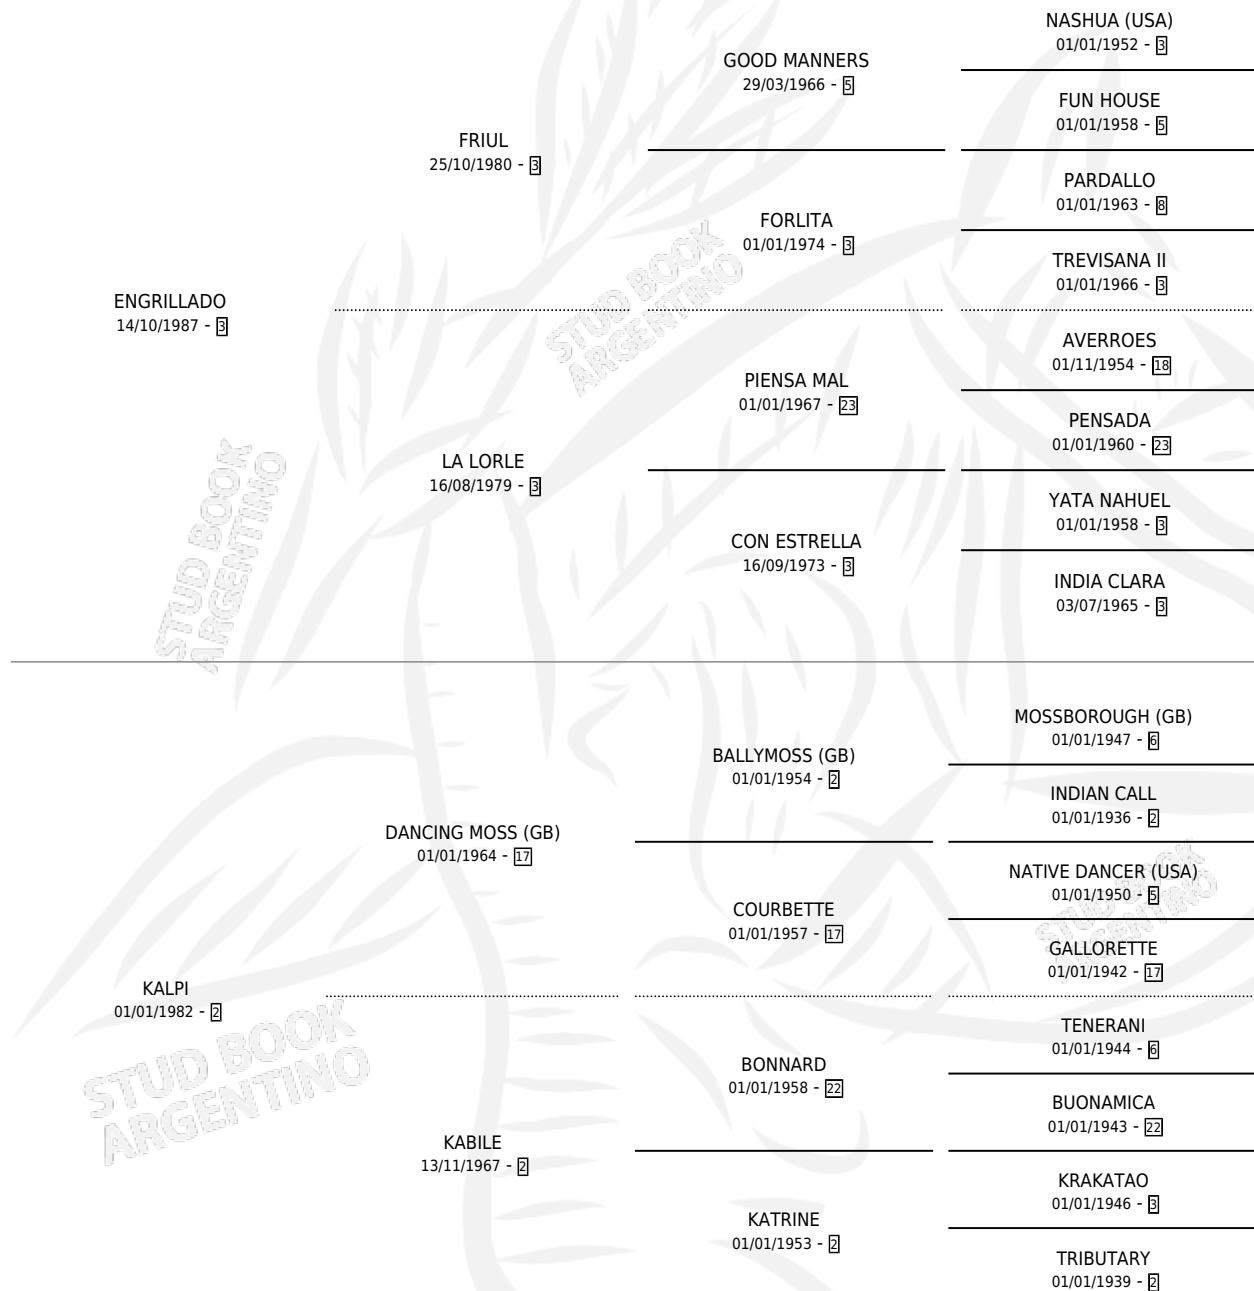 NASHUA (USA)
01/01/1952 - 3
GOOD MANNERS
29/03/1966 - 5
FUN HOUSE
01/01/1958 - 5
FRIUL
25/10/1980 - 3
PARDALLO
01/01/1963 - 8
FORLITA
01/01/1974 - 3
TREVISANA II
01/01/1966 - 3
STUD BOOK
ARGENTINO
ENGRILLADO
14/10/1987 - 3
AVERROES
01/11/1954 - 18
PIENSA MAL
01/01/1967 - 23
PENSADA
01/01/1960 - 23
LA LORLE
16/08/1979 - 3
YATA NAHUEL
01/01/1958 - 3
CON ESTRELLA
16/09/1973 - 3
INDIA CLARA
03/07/1965 - 3
STUD BOOK
ARGENTINO
MOSSBOROUGH (GB)
01/01/1947 - 6
BALLYMOSS (GB)
01/01/1954 - 2
INDIAN CALL
01/01/1936 - 2
DANCING MOSS (GB)
01/01/1964 - 17
NATIVE DANCER (USA)
01/01/1950 - 5
STUD BOOK
ARGENTINO
COURBETTE
01/01/1957 - 17
GALLORETTE
01/01/1942 - 17
KALPI
01/01/1982 - 2
STUD BOOK
ARGENTINO
TENERANI
01/01/1944 - 6
BONNARD
01/01/1958 - 22
BUONAMICA
01/01/1943 - 22
KABILE
13/11/1967 - 2
KRAKATAO
01/01/1946 - 3
KATRINE
01/01/1953 - 2
TRIBUTARY
01/01/1939 - 2